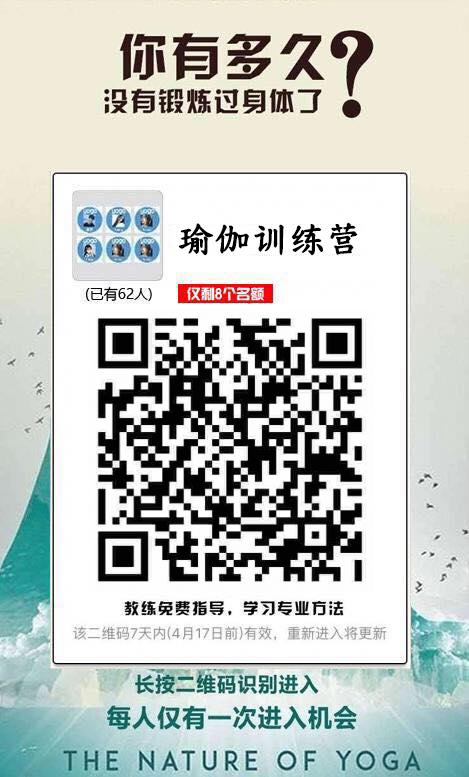 你有多久?
没有锻炼过身体了
瑜伽训练营
(已有62人)
仅剩8个名额
教练免费指导，学习专业方法
该二维码7天内(4月17日前)有效，重新进入将更新
长按二维码识别进入
每人仅有一次进入机会
THE NATURE OF YOGA